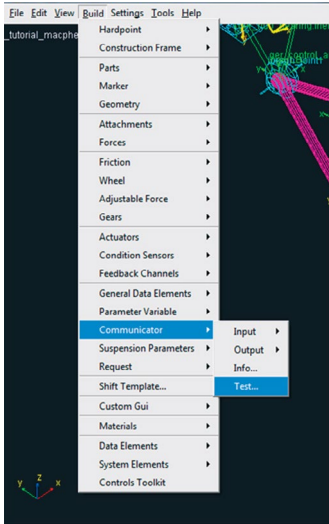 File Edit View Build Settings Tools Help
_tutorial_macphe
Hardpoint
Construction Frame
Parts
Marker
Geometry
Attachments
Forces
Friction
Wheel
Adjustable Force
Gears
Actuators
Condition Sensors
Feedback Channels
General Data Elements
Parameter Variable
Communicator
Input
Suspension Parameters
Output
Request
Info...
Shift Template...
Test...
Custom Gui
Materials
Data Elements
System Elements
Controls Toolkit
y z x